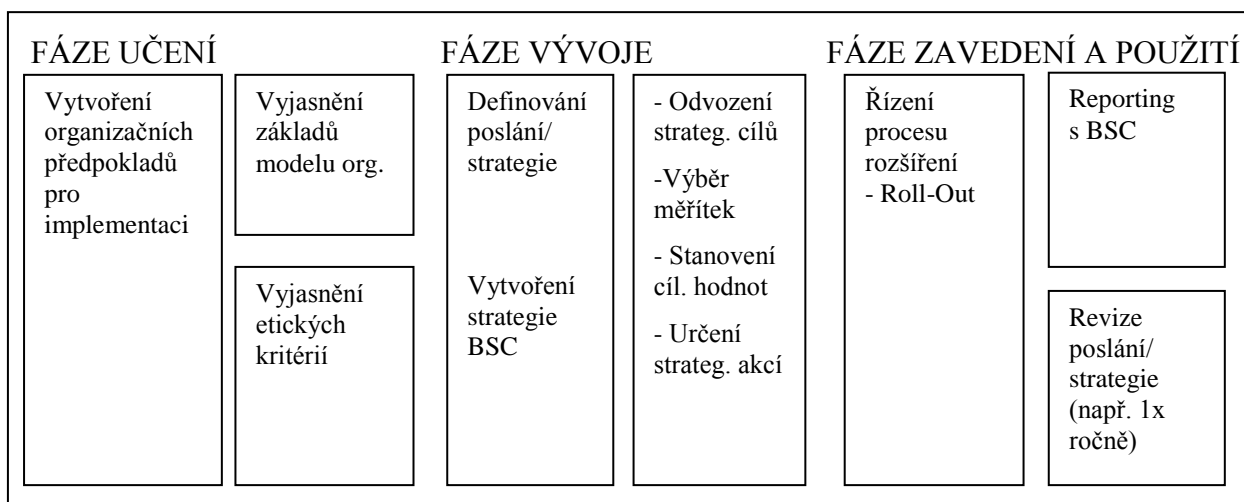 FÁZE UČENÍ
Vytvoření
organizačních
předpokladů
pro
implementaci
Vyjasnění
základů
modelu org.
Vyjasnění
etických
kritérií
FÁZE VÝVOJE
Definování
poslání/
strategie
Vytvoření
strategie
BSC
- Odvození
strateg. cílů
-Výběr
měřítek
- Stanovení
cíl. hodnot
- Určení
strateg. akcí
FÁZE ZAVEDENÍ A POUŽITÍ
Řízení
procesu
rozšíření
- Roll-Out
Reporting
s BSC
Revize
poslání/
strategie
(např. 1x
ročně)